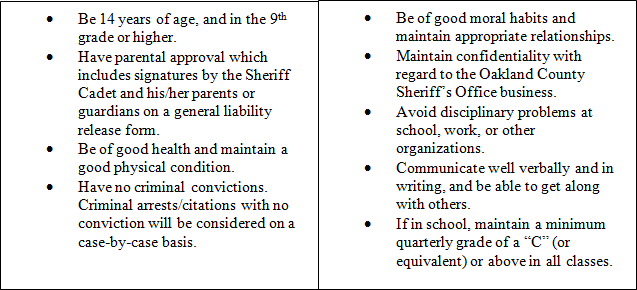 • Be 14 years of age, and in the 9th
grade or higher.
• Have parental approval which
includes signatures by the Sheriff
Cadet and his/her parents or
guardians on a general liability
release form.
• Be of good health and maintain a
good physical condition.
• Have no criminal convictions.
Criminal arrests/citations with no
conviction will be considered on a
case-by-case basis.
• Be of good moral habits and
maintain appropriate relationships.
• Maintain confidentiality with
regard to the Oakland County
Sheriff's Office business.
• Avoid disciplinary problems at
school, work, or other
organizations.
• Communicate well verbally and in
writing, and be able to get along
with others.
• If in school, maintain a minimum
quarterly grade of a “C” (or
equivalent) or above in all classes.